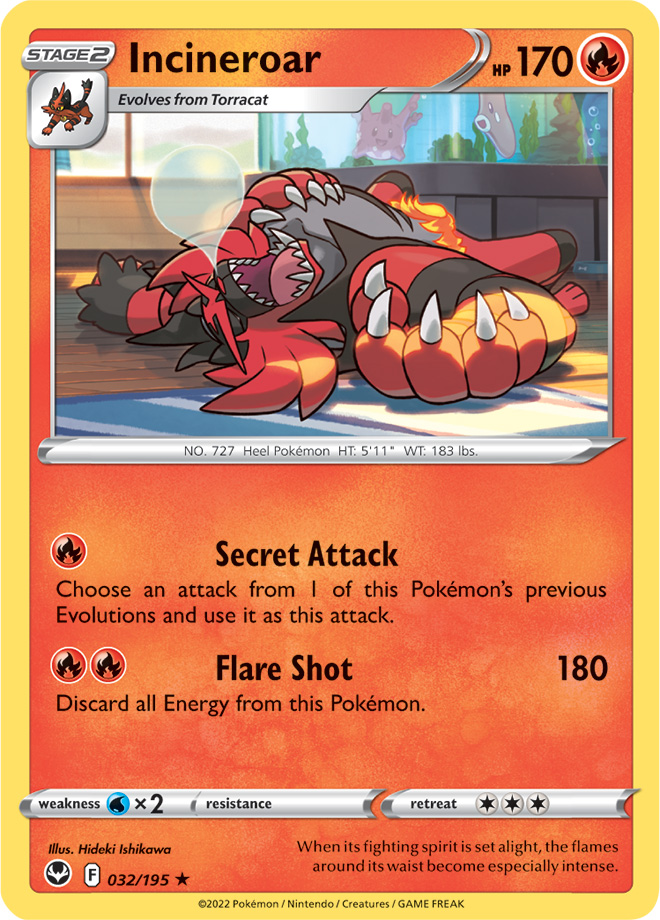 STAGE 2
Incineroar
HP 170
Evolves from Torracat
NO. 727 Heel Pokémon HT: 5'11" WT: 183 lbs.
Secret Attack
Choose an attack from 1 of this Pokémon's previous
Evolutions and use it as this attack.
Flare Shot 180
Discard all Energy from this Pokémon.
weakness ×2 resistance retreat
Illus. Hideki Ishikawa
When its fighting spirit is set alight, the flames
around its waist become especially intense.
F 032/195 ★
©2022 Pokémon / Nintendo / Creatures / GAME FREAK